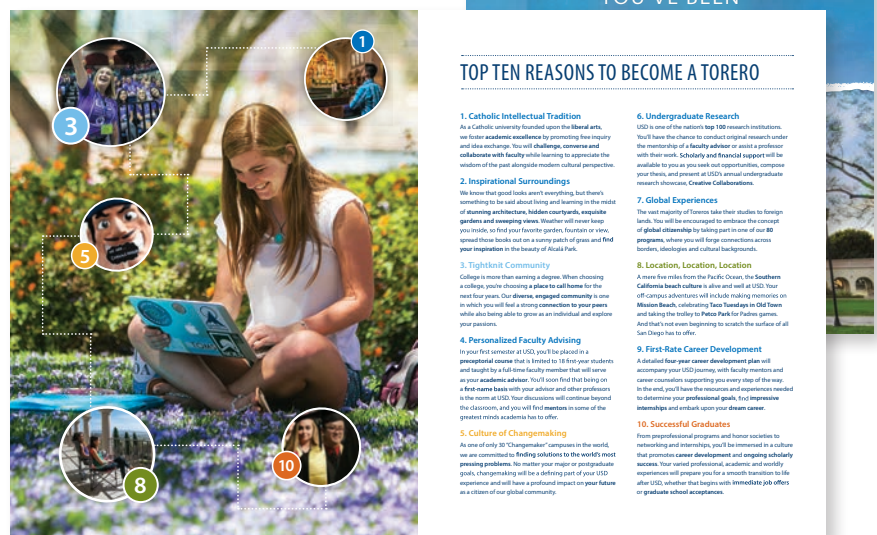 YOU'VE BEEN
1
3
5
8
10
TOP TEN REASONS TO BECOME A TORERO
1. Catholic Intellectual Tradition
As a Catholic university founded upon the liberal arts,
we foster academic excellence by promoting free inquiry
and idea exchange. You will challenge, converse and
collaborate with faculty while learning to appreciate the
wisdom of the past alongside modern cultural perspective.
2. Inspirational Surroundings
We know that good looks aren't everything, but there's
something to be said about living and learning in the midst
of stunning architecture, hidden courtyards, exquisite
gardens and sweeping views. Weather will never keep
you inside, so find your favorite garden, fountain or view,
spread those books out on a sunny patch of grass and find
your inspiration in the beauty of Alcalá Park.
3. Tightknit Community
College is more than earning a degree. When choosing
a college, you're choosing a place to call home for the
next four years. Our diverse, engaged community is one
in which you will feel a strong connection to your peers
while also being able to grow as an individual and explore
your passions.
4. Personalized Faculty Advising
In your first semester at USD, you'll be placed in a
preceptorial course that is limited to 18 first-year students
and taught by a full-time faculty member that will serve
as your academic advisor. You'll soon find that being on
a first-name basis with your advisor and other professors
is the norm at USD. Your discussions will continue beyond
the classroom, and you will find mentors in some of the
greatest minds academia has to offer.
5. Culture of Changemaking
As one of only 30 "Changemaker" campuses in the world,
we are committed to finding solutions to the world's most
pressing problems. No matter your major or postgraduate
goals, changemaking will be a defining part of your USD
experience and will have a profound impact on your future
as a citizen of our global community.
6. Undergraduate Research
USD is one of the nation's top 100 research institutions.
You'll have the chance to conduct original research under
the mentorship of a faculty advisor or assist a professor
with their work. Scholarly and financial support will be
available to you as you seek out opportunities, compose
your thesis, and present at USD's annual undergraduate
research showcase, Creative Collaborations.
7. Global Experiences
The vast majority of Toreros take their studies to foreign
lands. You will be encouraged to embrace the concept
of global citizenship by taking part in one of our 80
programs, where you will forge connections across
borders, ideologies and cultural backgrounds.
8. Location, Location, Location
A mere five miles from the Pacific Ocean, the Southern
California beach culture is alive and well at USD. Your
off-campus adventures will include making memories on
Mission Beach, celebrating Taco Tuesdays in Old Town
and taking the trolley to Petco Park for Padres games.
And that's not even beginning to scratch the surface of all
San Diego has to offer.
9. First-Rate Career Development
A detailed four-year career development plan will
accompany your USD journey, with faculty mentors and
career counselors supporting you every step of the way.
In the end, you'll have the resources and experiences needed
to determine your professional goals, find impressive
internships and embark upon your dream career.
10. Successful Graduates
From preprofessional programs and honor societies to
networking and internships, you'll be immersed in a culture
that promotes career development and ongoing scholarly
success. Your varied professional, academic and worldly
experiences will prepare you for a smooth transition to life
after USD, whether that begins with immediate job offers
or graduate school acceptances.